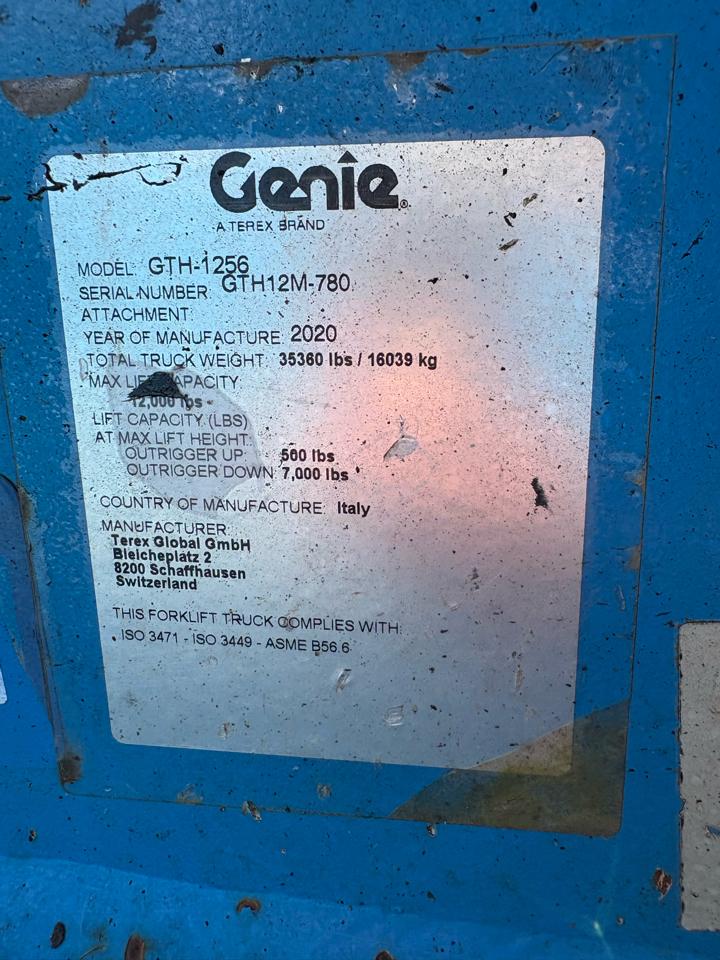 Genie®
A TEREX BRAND
MODEL: GTH-1256
SERIAL NUMBER: GTH12M-780
ATTACHMENT:
YEAR OF MANUFACTURE: 2020
TOTAL TRUCK WEIGHT: 35360 lbs / 16039 kg
MAX LIFT CAPACITY
12,000 lbs
LIFT CAPACITY (LBS)
AT MAX LIFT HEIGHT:
OUTRIGGER UP: 500 lbs
OUTRIGGER DOWN: 7,000 lbs
COUNTRY OF MANUFACTURE: Italy
MANUFACTURER:
Terex Global GmbH
Bleicheplatz 2
8200 Schaffhausen
Switzerland
THIS FORKLIFT TRUCK COMPLIES WITH:
ISO 3471 - ISO 3449 - ASME B56.6